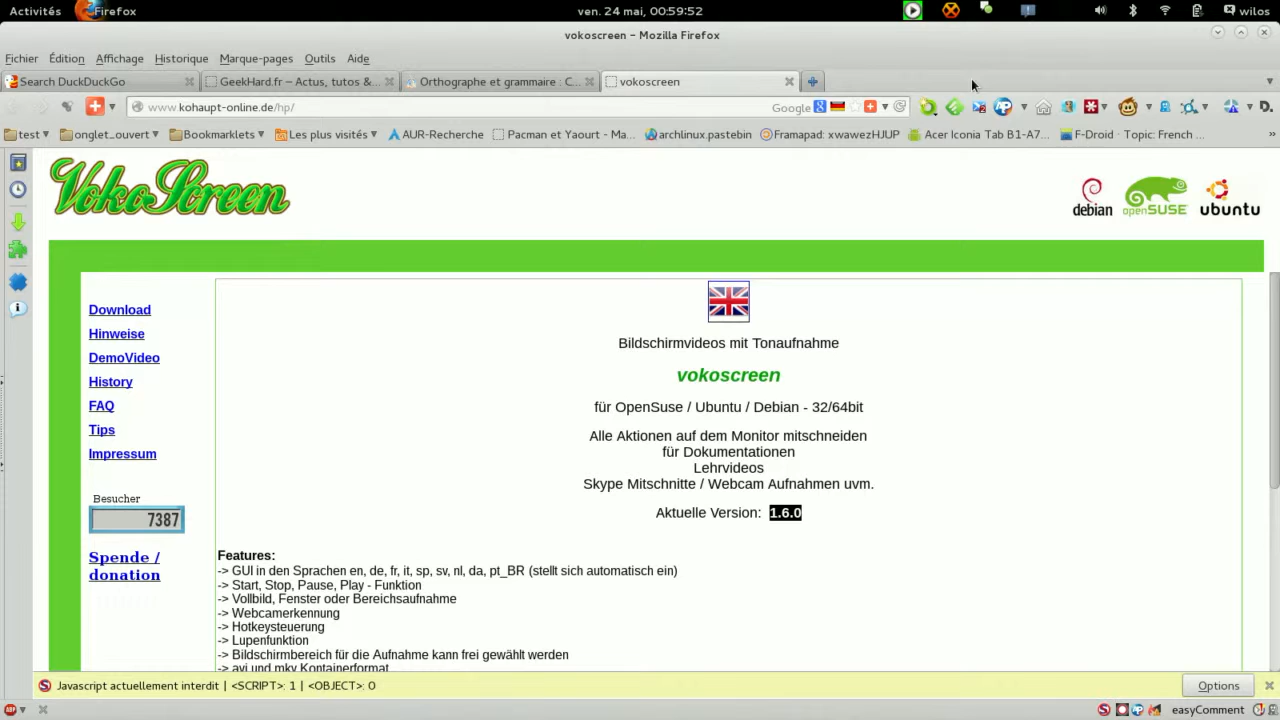 Activités
Firefox
ven. 24 mai, 00:59:52
wilos
vokoscreen – Mozilla Firefox
Fichier Édition Affichage Historique Marque-pages Outils Aide
Search DuckDuckGo
GeekHard.fr — Actus, tutos &...
Orthographe et grammaire : C...
vokoscreen
www.kohaupt-online.de/hp/
Google
test
onglet_ouvert
Bookmarklets
Les plus visités
AUR-Recherche
Pacman et Yaourt - Ma...
archlinux.pastebin
Framapad: xwawezHJUP
Acer Iconia Tab B1-A7...
F-Droid · Topic: French ...
VokoScreen
debian
openSUSE
ubuntu
Download
Hinweise
DemoVideo
History
FAQ
Tips
Impressum
Besucher
7387
Spende /
donation
Bildschirmvideos mit Tonaufnahme
vokoscreen
für OpenSuse / Ubuntu / Debian - 32/64bit
Alle Aktionen auf dem Monitor mitschneiden
für Dokumentationen
Lehrvideos
Skype Mitschnitte / Webcam Aufnahmen uvm.
Aktuelle Version: 1.6.0
Features:
-> GUI in den Sprachen en, de, fr, it, sp, sv, nl, da, pt_BR (stellt sich automatisch ein)
-> Start, Stop, Pause, Play - Funktion
-> Vollbild, Fenster oder Bereichsaufnahme
-> Webcamerkennung
-> Hotkeysteuerung
-> Lupenfunktion
-> Bildschirmbereich für die Aufnahme kann frei gewählt werden
-> avi und mkv Kontainerformat
Javascript actuellement interdit | <SCRIPT>: 1 | <OBJECT>: 0
Options
ABP
easyComment